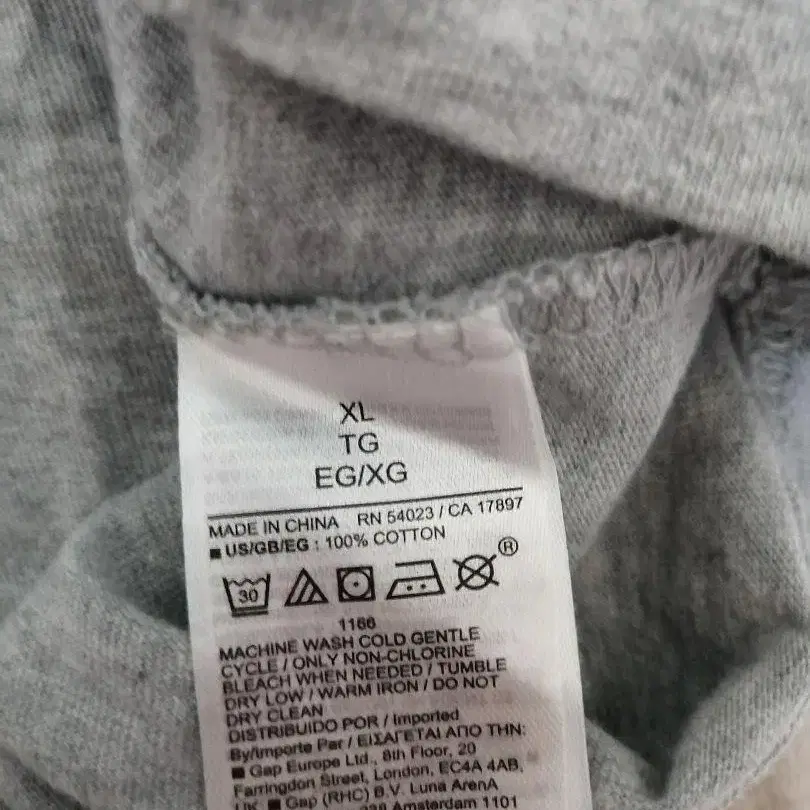 XL
TG
EG/XG
MADE IN CHINA RN 54023 / CA 17897
■ US/GB/EG : 100% COTTON
30 ®
1166
MACHINE WASH COLD GENTLE
CYCLE / ONLY NON-CHLORINE
BLEACH WHEN NEEDED / TUMBLE
DRY LOW / WARM IRON / DO NOT
DRY CLEAN
DISTRIBUIDO POR / Imported
By/Importe Par / ΕΙΣΑΓΕΤΑΙ ΑΠΟ ΤΗΝ:
■ Gap Europe Ltd., 8th Floor, 20
Farringdon Street, London, EC4A 4AB,
UK ■ Gap (RHC) B.V. Luna ArenA
238 Amsterdam 1101